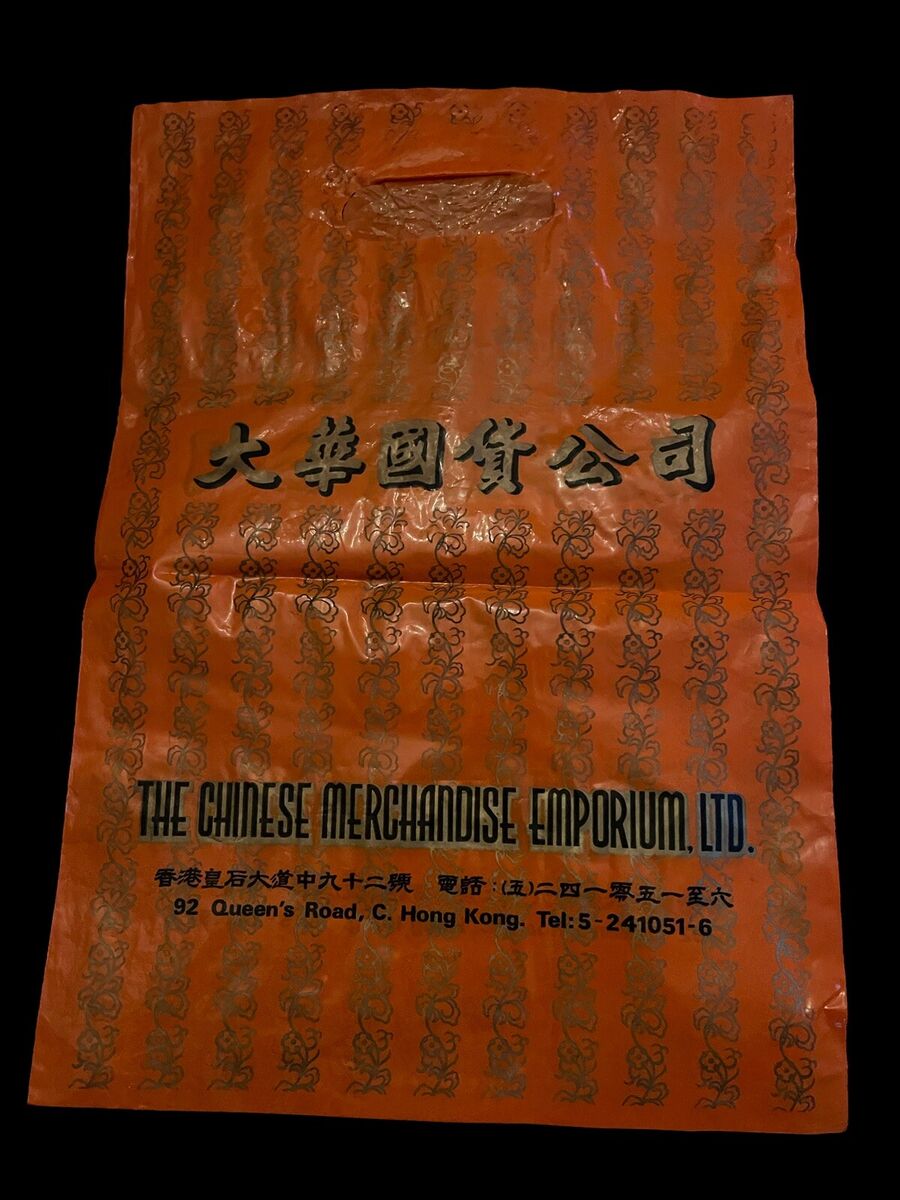 大華國貨公司
THE CHINESE MERCHANDISE EMPORIUM, LTD.
香港皇后大道中九十二號 電話：(五)二四一零五一至六
92 Queen's Road, C. Hong Kong. Tel: 5-241051-6